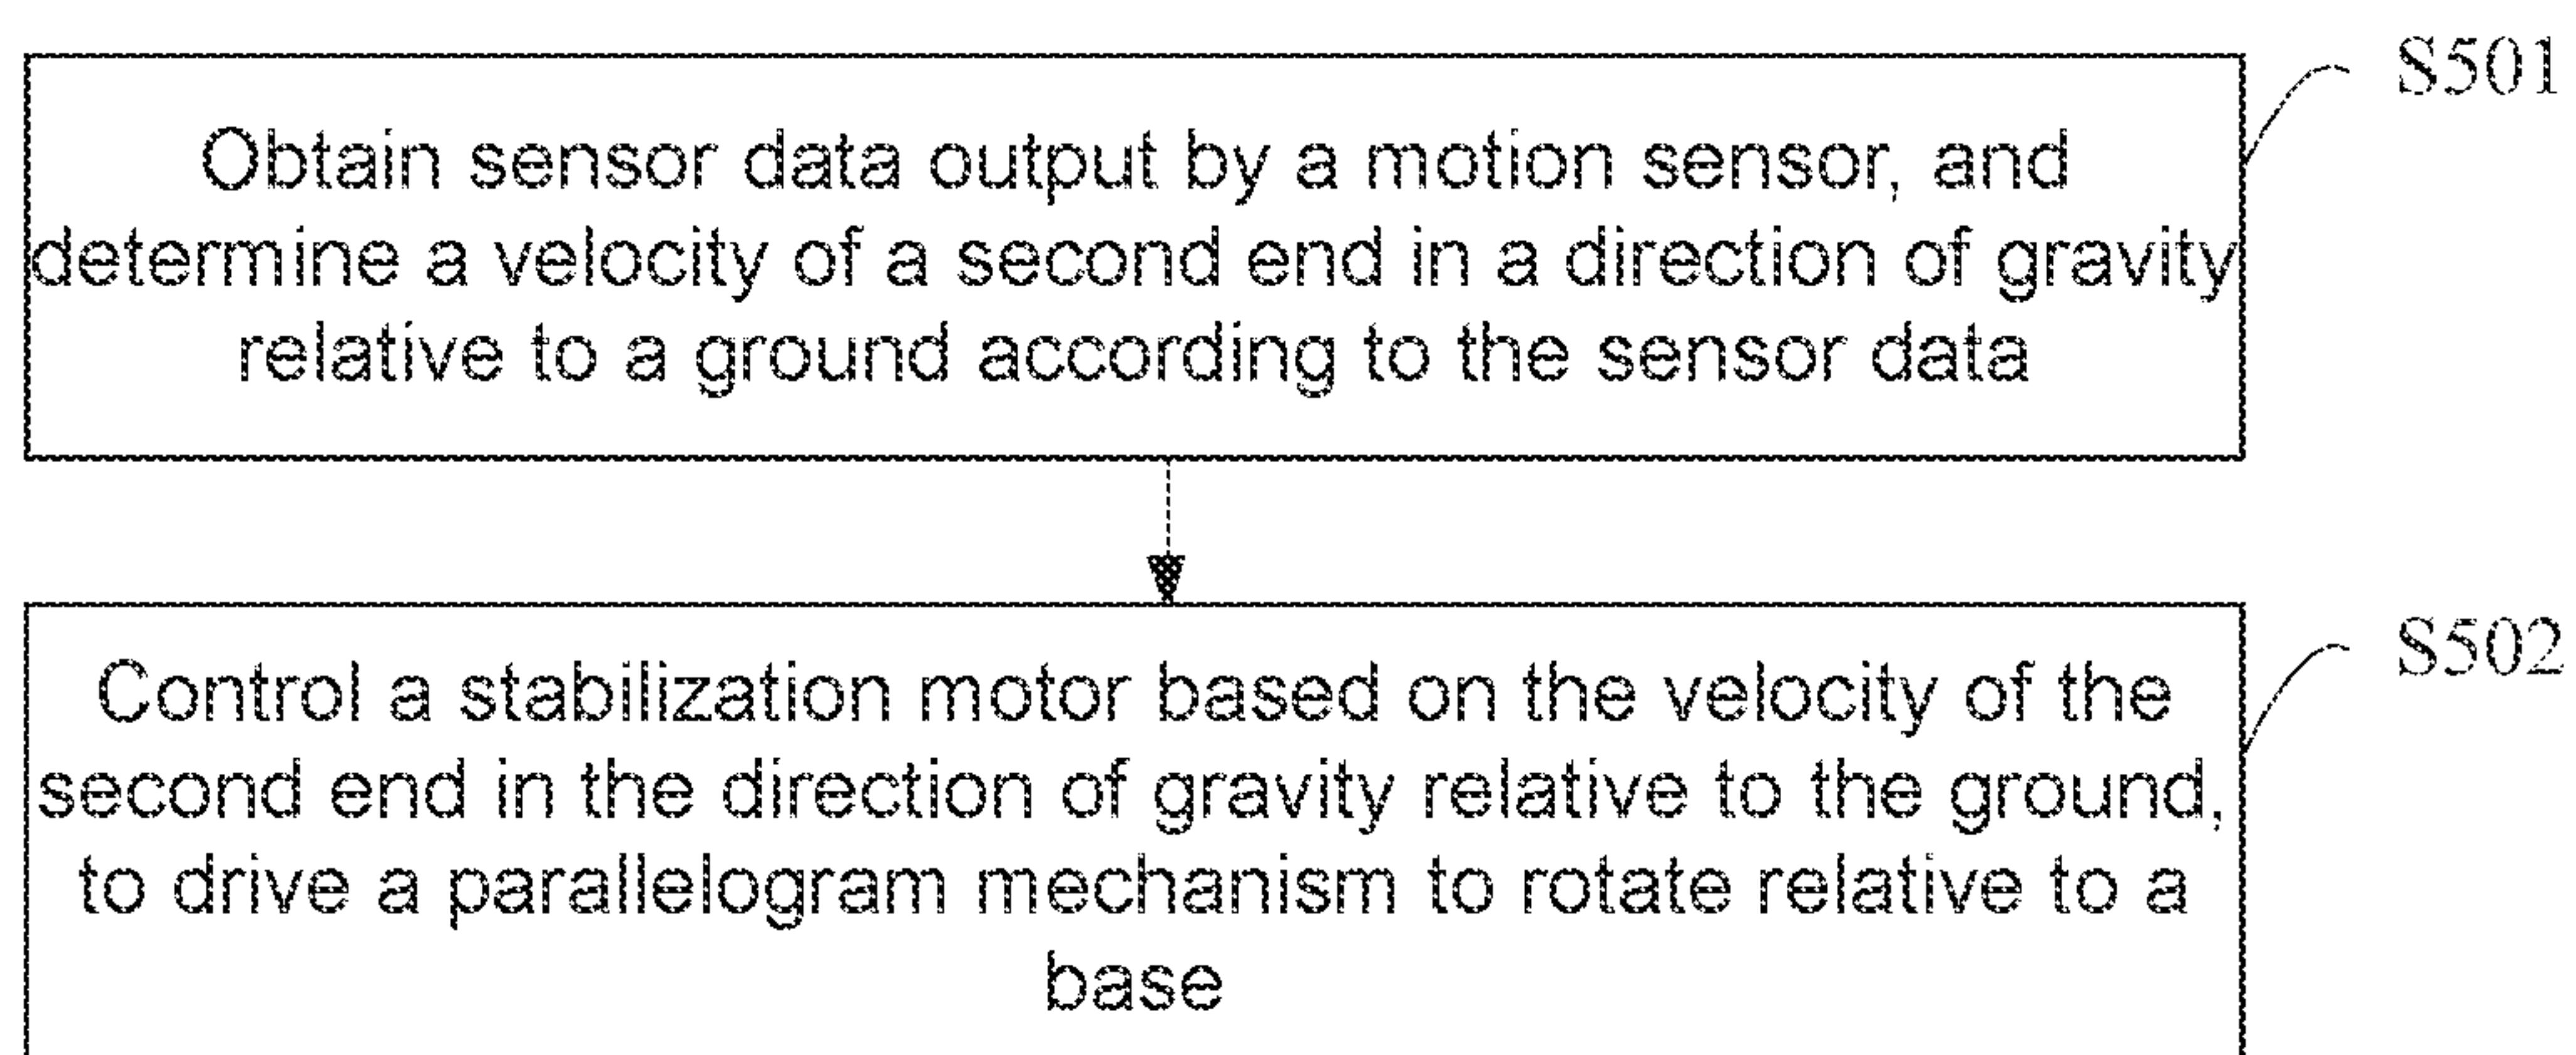 S501
Obtain sensor data output by a motion sensor, and
determine a velocity of a second end in a direction of gravity
relative to a ground according to the sensor data
S502
Control a stabilization motor based on the velocity of the
second end in the direction of gravity relative to the ground,
to drive a parallelogram mechanism to rotate relative to a
base